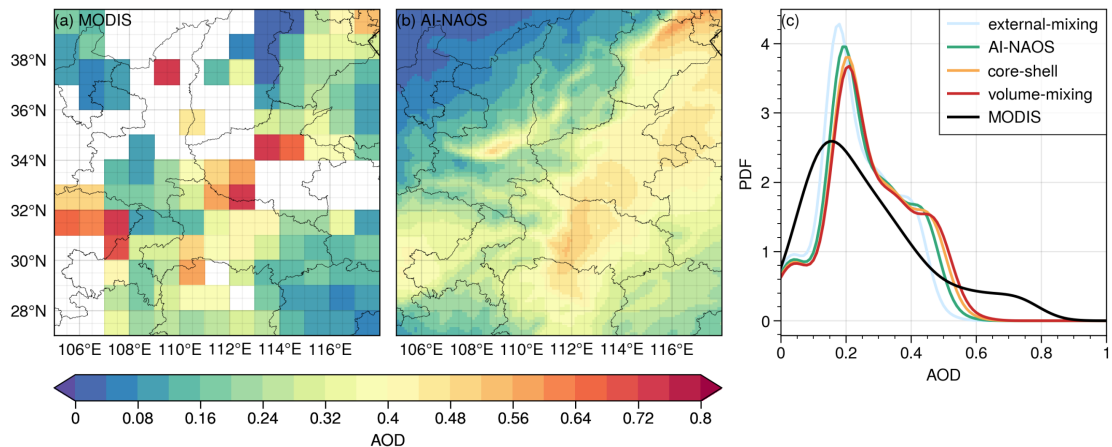 (a) MODIS
(b) AI-NAOS
(c)
38°N
36°N
34°N
32°N
30°N
28°N
106°E 108°E 110°E 112°E 114°E 116°E
106°E 108°E 110°E 112°E 114°E 116°E
0 0.08 0.16 0.24 0.32 0.4 0.48 0.56 0.64 0.72 0.8
AOD
external-mixing
AI-NAOS
core-shell
volume-mixing
MODIS
PDF
4
3
2
1
0
0 0.2 0.4 0.6 0.8 1
AOD